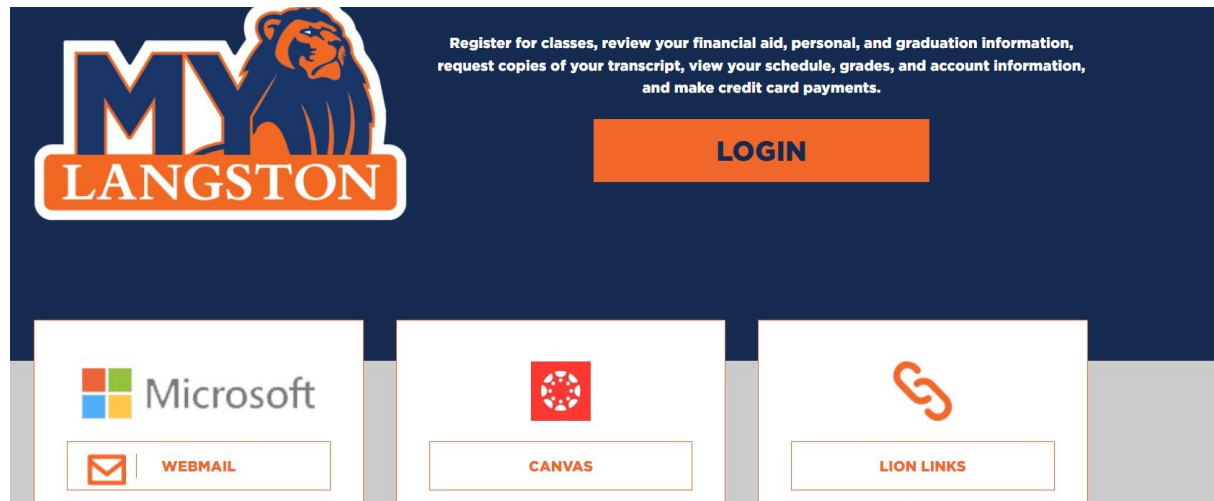 MY
LANGSTON
Register for classes, review your financial aid, personal, and graduation information,
request copies of your transcript, view your schedule, grades, and account information,
and make credit card payments.
LOGIN
Microsoft
WEBMAIL
CANVAS
LION LINKS